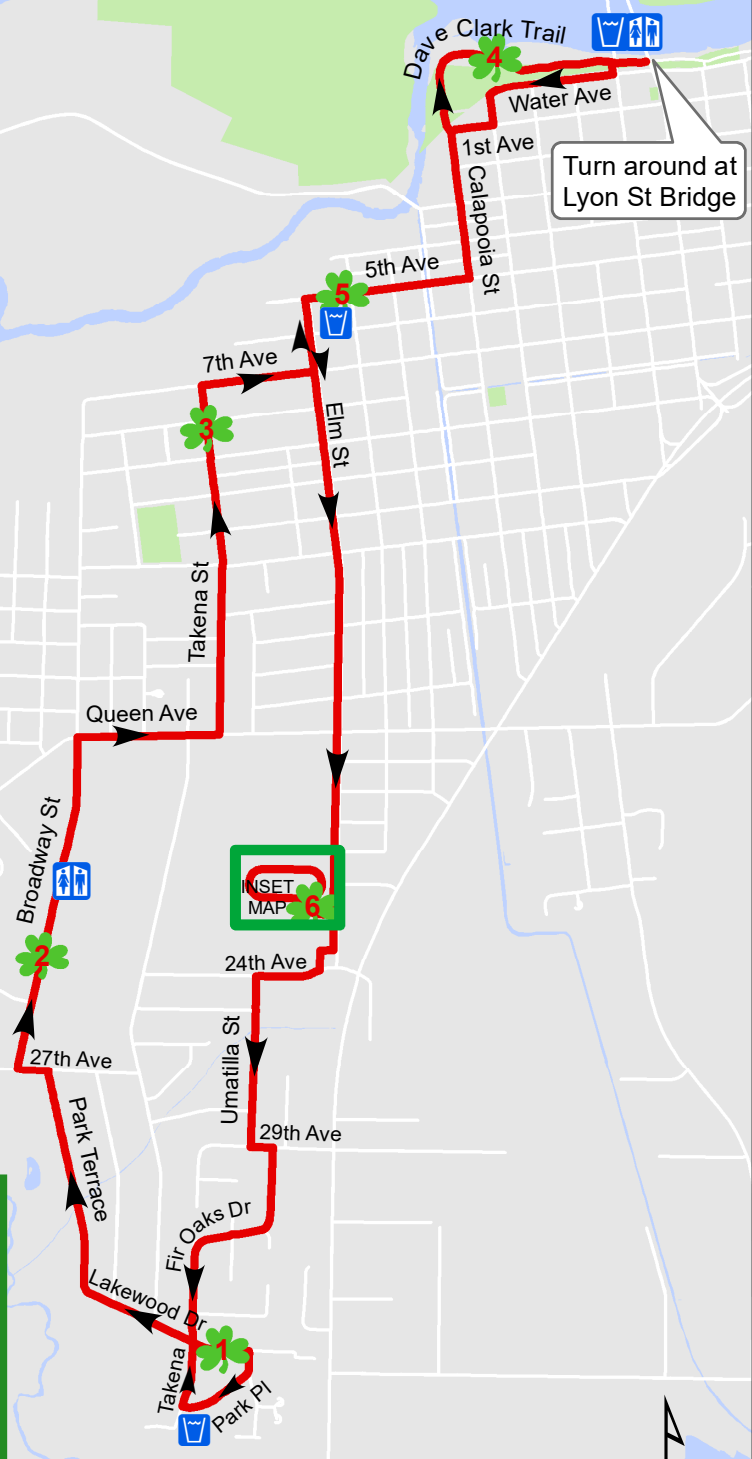 Dave Clark Trail
4
Water Ave
1st Ave
Turn around at
Lyon St Bridge
Calapooia St
5th Ave
5
7th Ave
3
Elm St
Takena St
Queen Ave
Broadway St
INSET
MAP
6
2
24th Ave
27th Ave
Umatilla St
Park Terrace
29th Ave
Fir Oaks Dr
Lakewood Dr
1
Takena
Park Pl